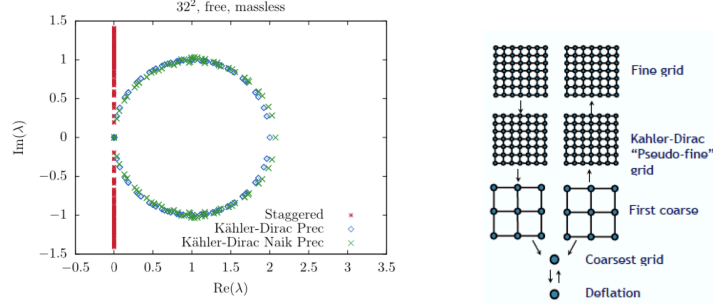 32², free, massless
1.5
1
0.5
0
−0.5
−1
−1.5
Im(λ)
−0.5
0
0.5
1
1.5
2
2.5
3
3.5
Re(λ)
Staggered
Kähler-Dirac Prec
Kähler-Dirac Naik Prec
Fine grid
Kahler-Dirac
"Pseudo-fine"
grid
First coarse
Coarsest grid
Deflation